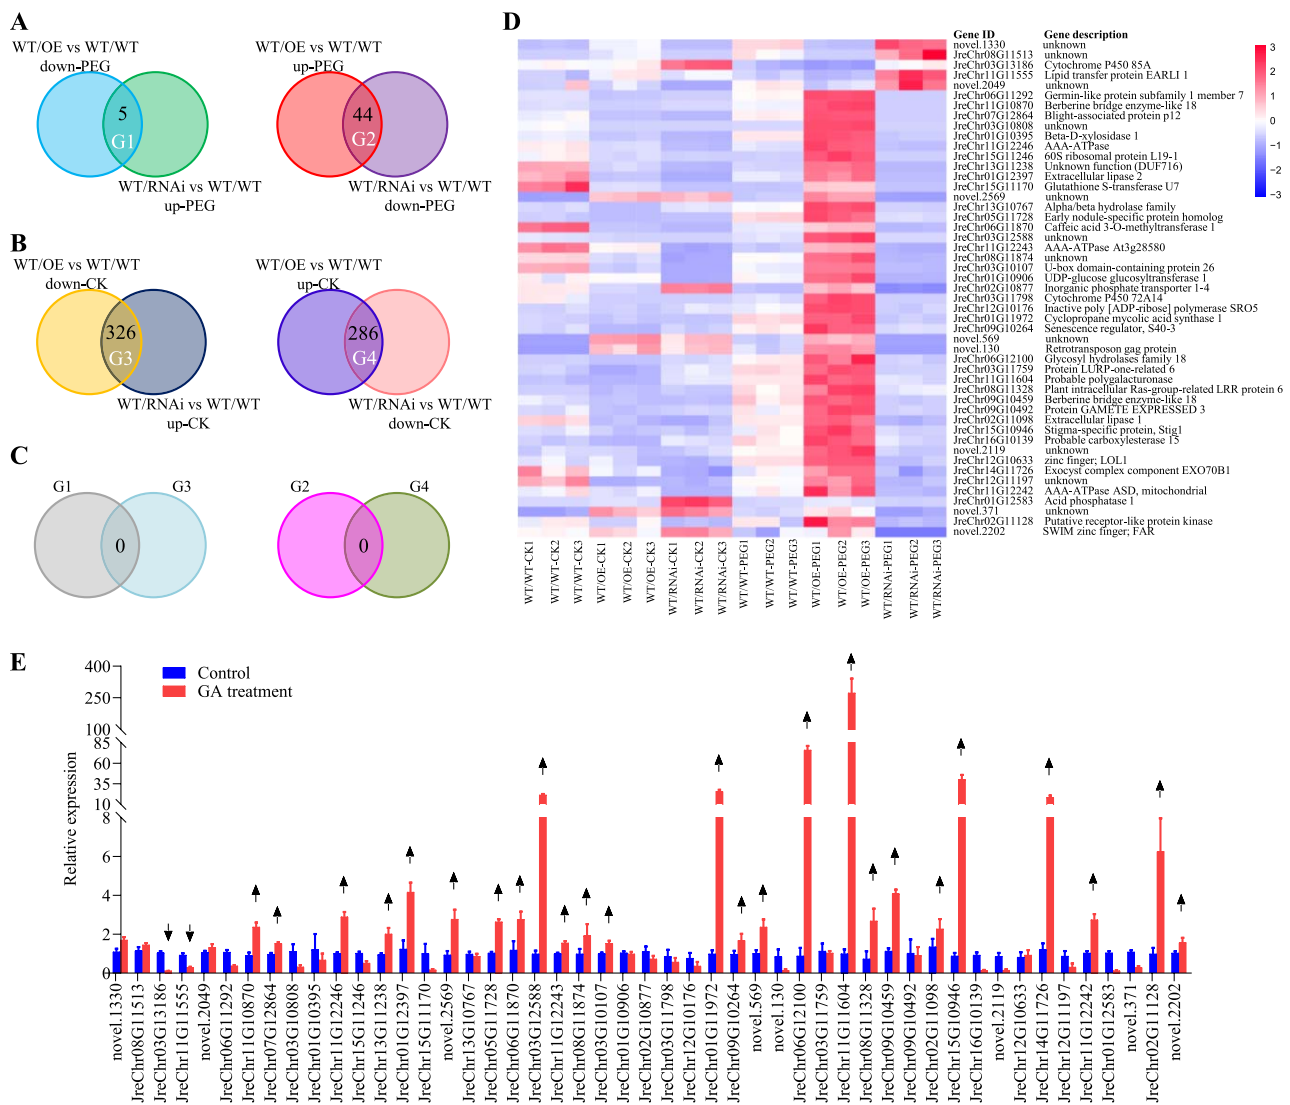 A
WT/OE vs WT/WT
down-PEG
5
G1
WT/RNAi vs WT/WT
up-PEG
WT/OE vs WT/WT
up-PEG
44
G2
WT/RNAi vs WT/WT
down-PEG
B
WT/OE vs WT/WT
down-CK
326
G3
WT/RNAi vs WT/WT
up-CK
WT/OE vs WT/WT
up-CK
286
G4
WT/RNAi vs WT/WT
down-CK
C
G1
G3
0
G2
G4
0
D
Gene ID Gene description
novel.1330 unknown
JreChr08G11513 unknown
JreChr03G13186 Cytochrome P450 85A
JreChr11G11555 Lipid transfer protein EARLI 1
novel.2049 unknown
JreChr06G11292 Germin-like protein subfamily 1 member 7
JreChr11G10870 Berberine bridge enzyme-like 18
JreChr07G12864 Blight-associated protein p12
JreChr03G10808 unknown
JreChr01G10395 Beta-D-xylosidase 1
JreChr11G12246 AAA-ATPase
JreChr15G11246 60S ribosomal protein L19-1
JreChr13G11238 Unknown function (DUF716)
JreChr01G12397 Extracellular lipase 2
JreChr15G11170 Glutathione S-transferase U7
novel.2569 unknown
JreChr13G10767 Alpha/beta hydrolase family
JreChr05G11728 Early nodule-specific protein homolog
JreChr06G11870 Caffeic acid 3-O-methyltransferase 1
JreChr03G12588 unknown
JreChr11G12243 AAA-ATPase At3g28580
JreChr08G11874 unknown
JreChr03G10107 U-box domain-containing protein 26
JreChr01G10906 UDP-glucose glucosyltransferase 1
JreChr02G10877 Inorganic phosphate transporter 1-4
JreChr03G11798 Cytochrome P450 72A14
JreChr12G10176 Inactive poly [ADP-ribose] polymerase SRO5
JreChr01G11972 Cyclopropane mycolic acid synthase 1
JreChr09G10264 Senescence regulator, S40-3
novel.569 unknown
novel.130 Retrotransposon gag protein
JreChr06G12100 Glycosyl hydrolases family 18
JreChr03G11759 Protein LURP-one-related 6
JreChr11G11604 Probable polygalacturonase
JreChr08G11328 Plant intracellular Ras-group-related LRR protein 6
JreChr09G10459 Berberine bridge enzyme-like 18
JreChr09G10492 Protein GAMETE EXPRESSED 3
JreChr02G11098 Extracellular lipase 1
JreChr15G10946 Stigma-specific protein, Stig1
JreChr16G10139 Probable carboxylesterase 15
novel.2119 unknown
JreChr12G10633 zinc finger; LOL1
JreChr14G11726 Exocyst complex component EXO70B1
JreChr12G11197 unknown
JreChr11G12242 AAA-ATPase ASD, mitochondrial
JreChr01G12583 Acid phosphatase 1
novel.371 unknown
JreChr02G11128 Putative receptor-like protein kinase
novel.2202 SWIM zinc finger; FAR
3
2
1
0
−1
−2
−3
WT/WT-CK1
WT/WT-CK2
WT/WT-CK3
WT/OE-CK1
WT/OE-CK2
WT/OE-CK3
WT/RNAi-CK1
WT/RNAi-CK2
WT/RNAi-CK3
WT/WT-PEG1
WT/WT-PEG2
WT/WT-PEG3
WT/OE-PEG1
WT/OE-PEG2
WT/OE-PEG3
WT/RNAi-PEG1
WT/RNAi-PEG2
WT/RNAi-PEG3
E
Relative expression
400
250
100
85
60
35
10
8
6
4
2
0
Control
GA treatment
novel.1330
JreChr08G11513
JreChr03G13186
JreChr11G11555
novel.2049
JreChr06G11292
JreChr11G10870
JreChr07G12864
JreChr03G10808
JreChr01G10395
JreChr11G12246
JreChr15G11246
JreChr13G11238
JreChr01G12397
JreChr15G11170
novel.2569
JreChr13G10767
JreChr05G11728
JreChr06G11870
JreChr03G12588
JreChr11G12243
JreChr08G11874
JreChr03G10107
JreChr01G10906
JreChr02G10877
JreChr03G11798
JreChr12G10176
JreChr01G11972
JreChr09G10264
novel.569
novel.130
JreChr06G12100
JreChr03G11759
JreChr11G11604
JreChr08G11328
JreChr09G10459
JreChr09G10492
JreChr02G11098
JreChr15G10946
JreChr16G10139
novel.2119
JreChr12G10633
JreChr14G11726
JreChr12G11197
JreChr11G12242
JreChr01G12583
novel.371
JreChr02G11128
novel.2202